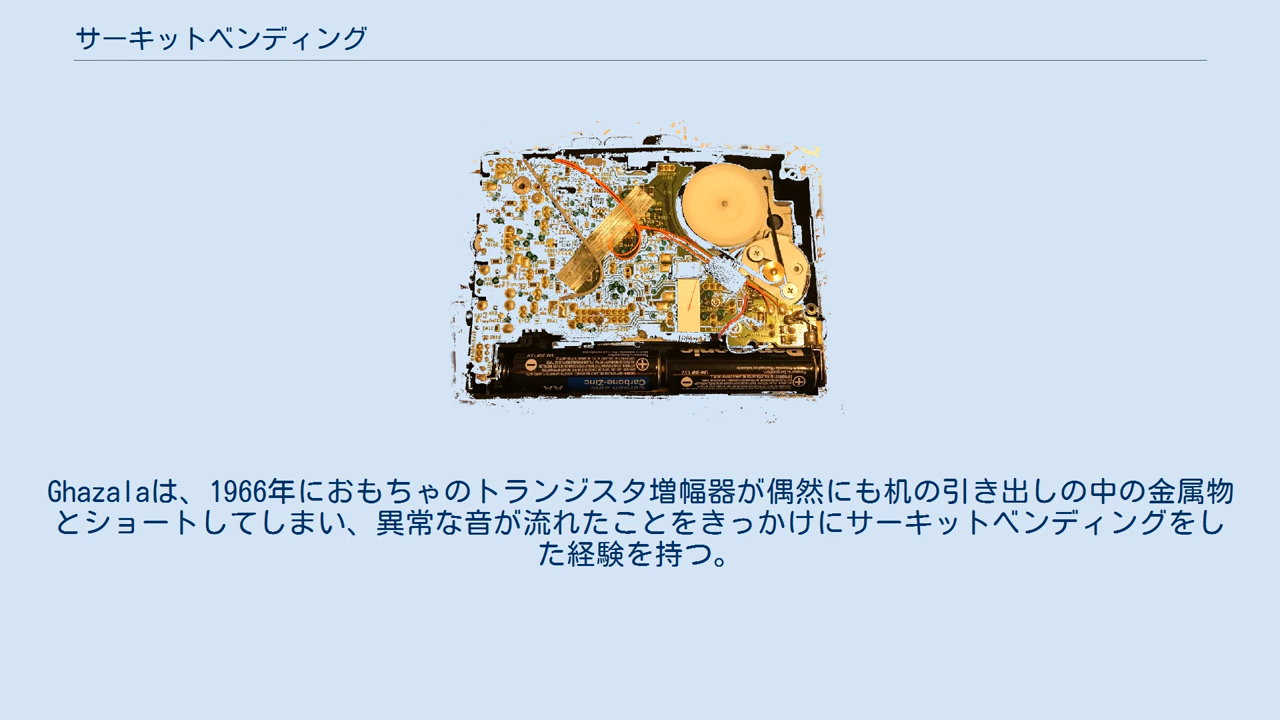 サーキットベンディング
Panasonic
Carbone-Zinc
AA
Ghazalaは、1966年におもちゃのトランジスタ増幅器が偶然にも机の引き出しの中の金属物
とショートしてしまい、異常な音が流れたことをきっかけにサーキットベンディングをし
た経験を持つ。